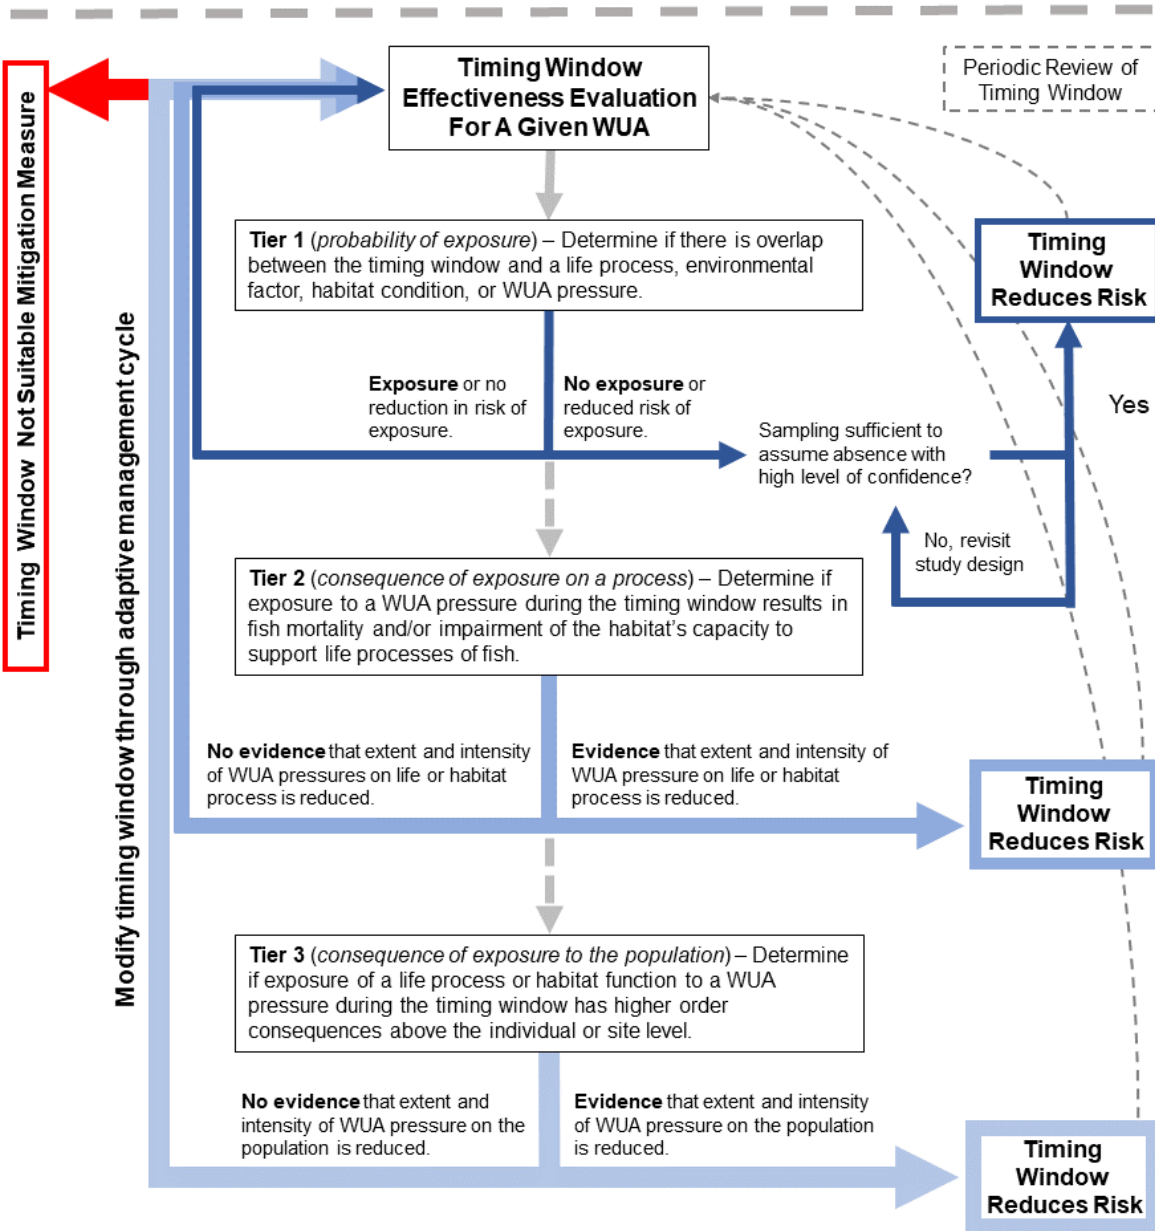 Timing Window
Effectiveness Evaluation
For A Given WUA
Periodic Review of
Timing Window
Timing Window Not Suitable Mitigation Measure
Modify timing window through adaptive management cycle
Tier 1 (probability of exposure) – Determine if there is overlap
between the timing window and a life process, environmental
factor, habitat condition, or WUA pressure.
Timing
Window
Reduces Risk
Exposure or no
reduction in risk of
exposure.
No exposure or
reduced risk of
exposure.
Sampling sufficient to
assume absence with
high level of confidence?
Yes
No, revisit
study design
Tier 2 (consequence of exposure on a process) – Determine if
exposure to a WUA pressure during the timing window results in
fish mortality and/or impairment of the habitat's capacity to
support life processes of fish.
No evidence that extent and intensity
of WUA pressures on life or habitat
process is reduced.
Evidence that extent and intensity of
WUA pressure on life or habitat
process is reduced.
Timing
Window
Reduces Risk
Tier 3 (consequence of exposure to the population) – Determine
if exposure of a life process or habitat function to a WUA
pressure during the timing window has higher order
consequences above the individual or site level.
No evidence that extent and
intensity of WUA pressure on the
population is reduced.
Evidence that extent and intensity
of WUA pressure on the population
is reduced.
Timing
Window
Reduces Risk